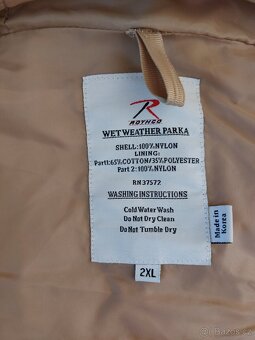 ROTHCO
WET WEATHER PARKA
SHELL: 100% NYLON
LINING:
Part1:65%COTTON/35%POLYESTER
Part 2: 100% NYLON
RN 37572
WASHING INSTRUCTIONS
Cold Water Wash
Do Not Dry Clean
Do Not Tumble Dry
Made in
Korea
2XL